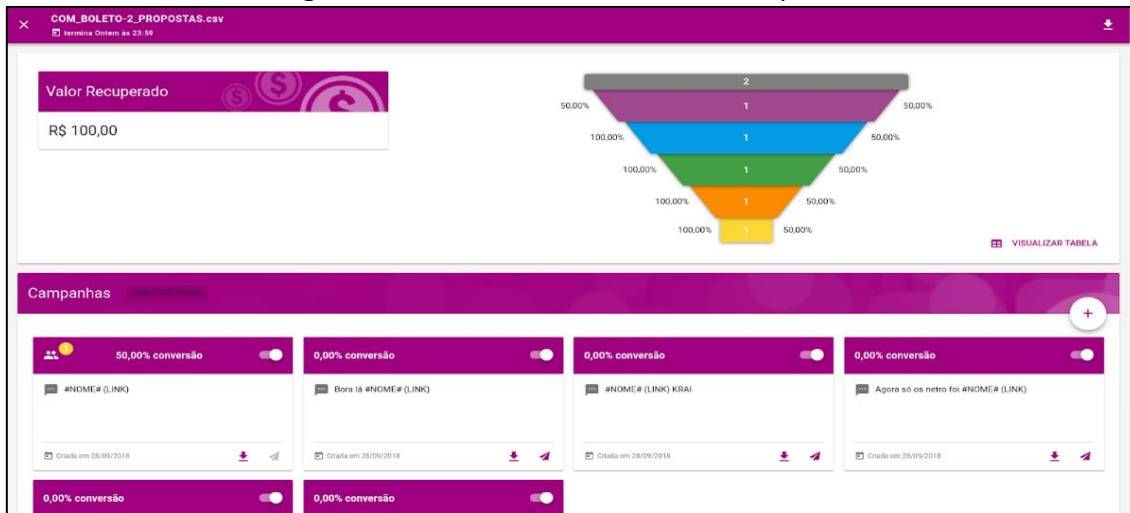 COM_BOLETO-2_PROPOSTAS.csv
termina Ontem às 23:59
Valor Recuperado
R$ 100,00
2
50,00% 1 50,00%
100,00% 1 50,00%
100,00% 1 50,00%
100,00% 1 50,00%
100,00% 1 50,00%
VISUALIZAR TABELA
Campanhas
+
1 50,00% conversão
0,00% conversão
0,00% conversão
0,00% conversão
#NOME# (LINK)
Bora lá #NOME# (LINK)
#NOME# (LINK) KRAI
Agora só os netro foi #NOME# (LINK)
Criada em 28/09/2018
Criada em 28/09/2018
Criada em 28/09/2018
Criada em 28/09/2018
0,00% conversão
0,00% conversão